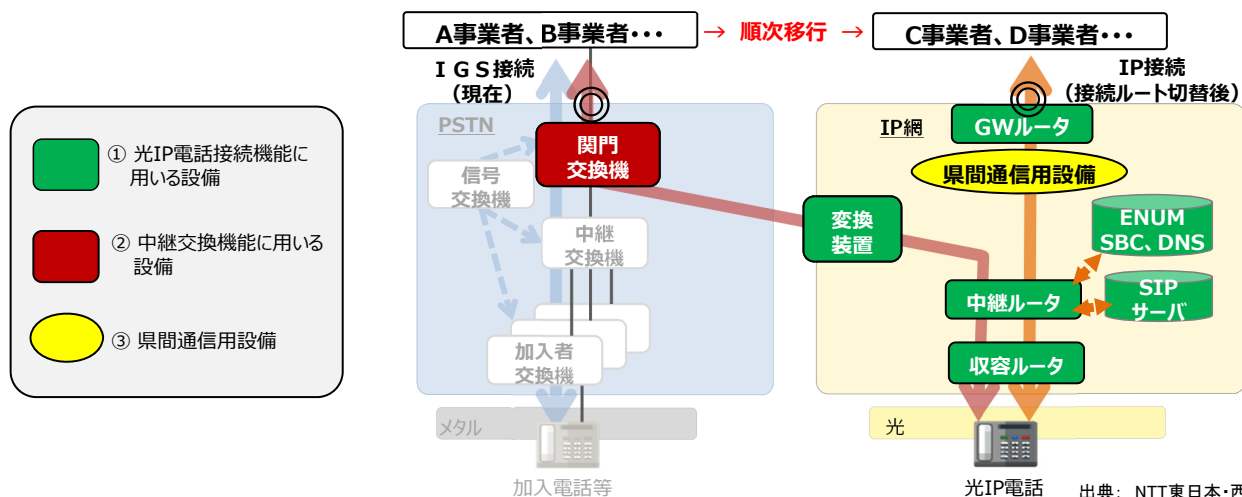 A事業者、B事業者・・・
→ 順次移行 →
C事業者、D事業者・・・
ＩＧＳ接続
（現在）
IP接続
（接続ルート切替後）
① 光IP電話接続機能に
用いる設備
② 中継交換機能に用いる
設備
③ 県間通信用設備
PSTN
関門
交換機
信号
交換機
中継
交換機
加入者
交換機
メタル
加入電話等
IP網
GWルータ
県間通信用設備
変換
装置
ENUM
SBC、DNS
中継ルータ
SIP
サーバ
収容ルータ
光
光IP電話
出典： NTT東日本・西